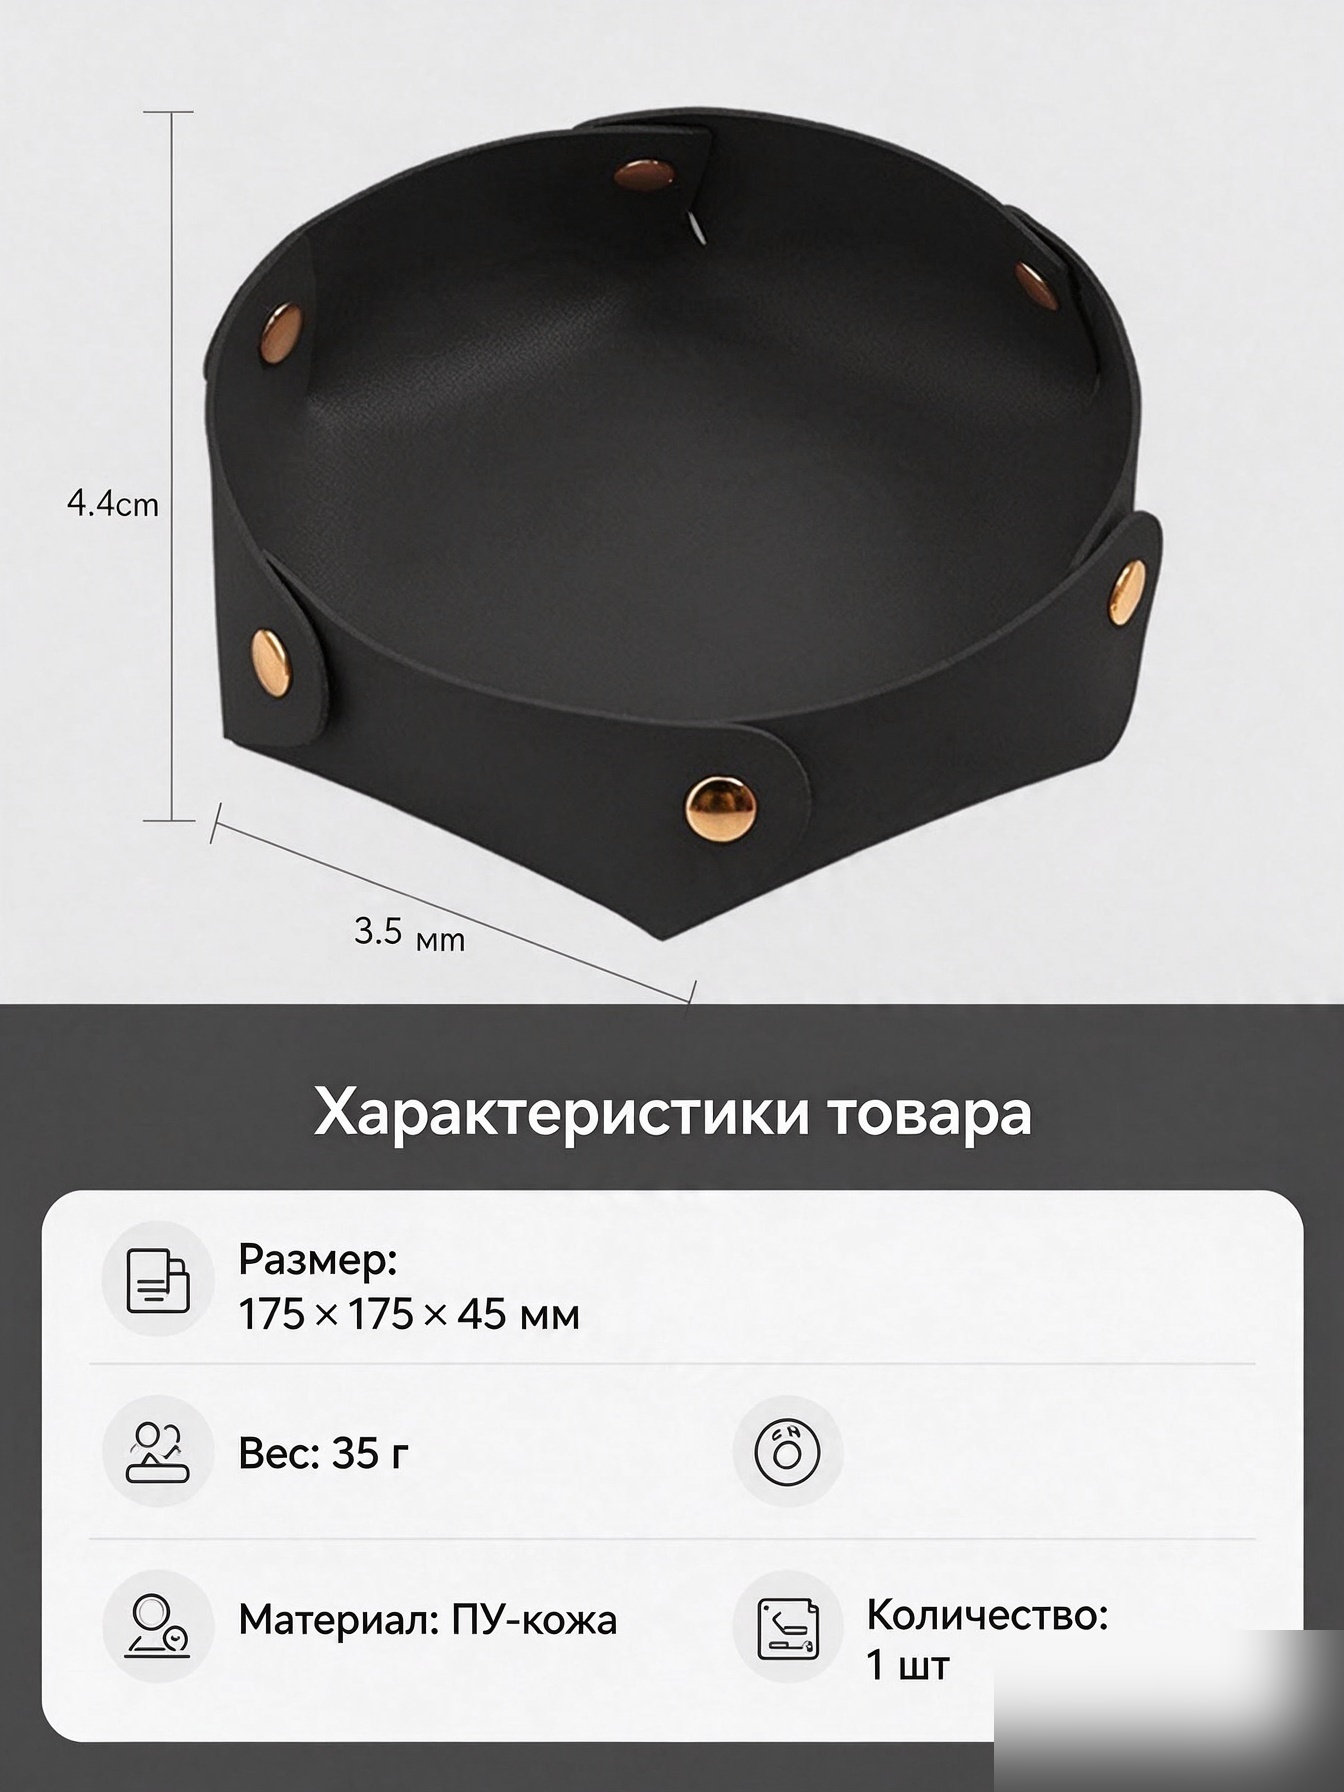 4.4cm
3.5 мm
Характеристики товара
Размер:
175 × 175 × 45 мм
Вес: 35 г
Материал: ПУ-кожа
Количество:
1 шт